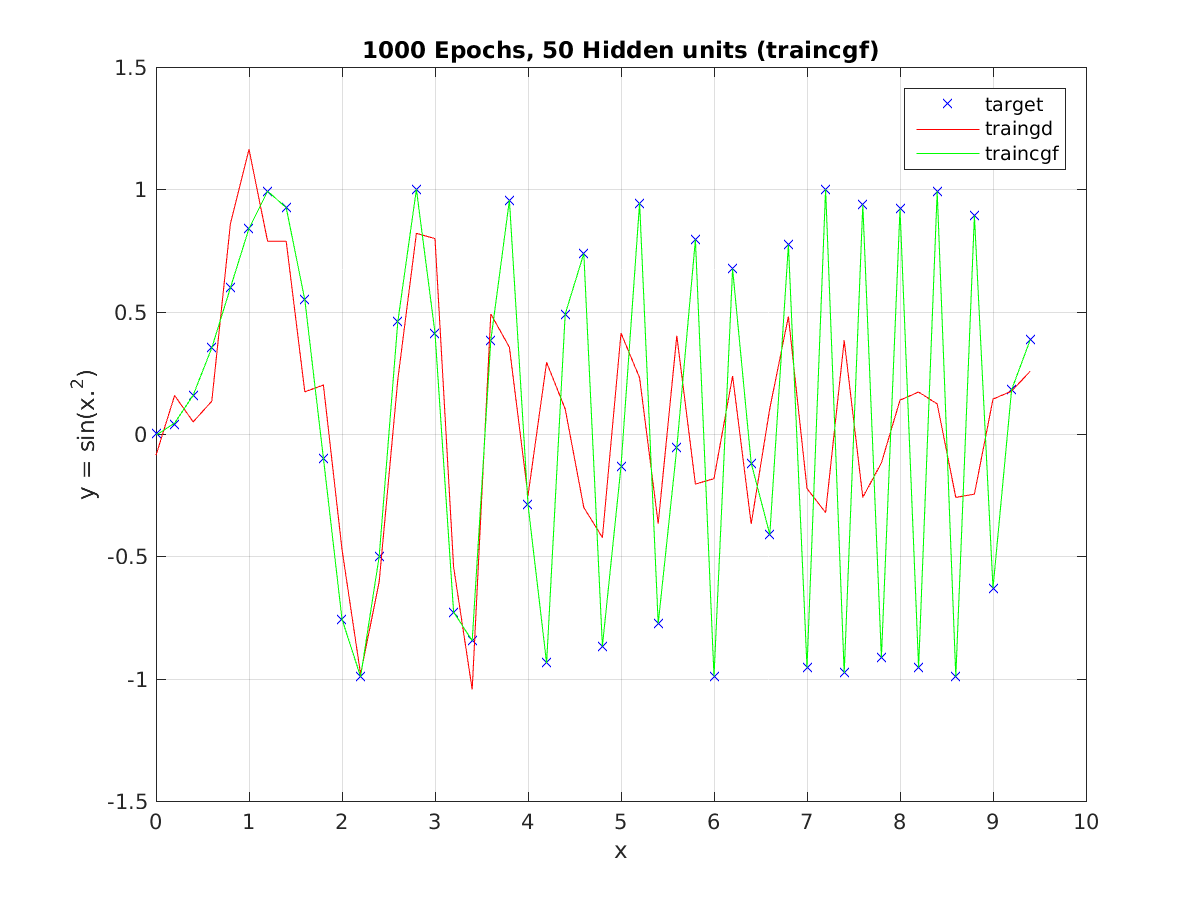 1000 Epochs, 50 Hidden units (traincgf)
target
traingd
traincgf
1.5
1
0.5
0
-0.5
-1
-1.5
y = sin(x.²)
0 1 2 3 4 5 6 7 8 9 10
x